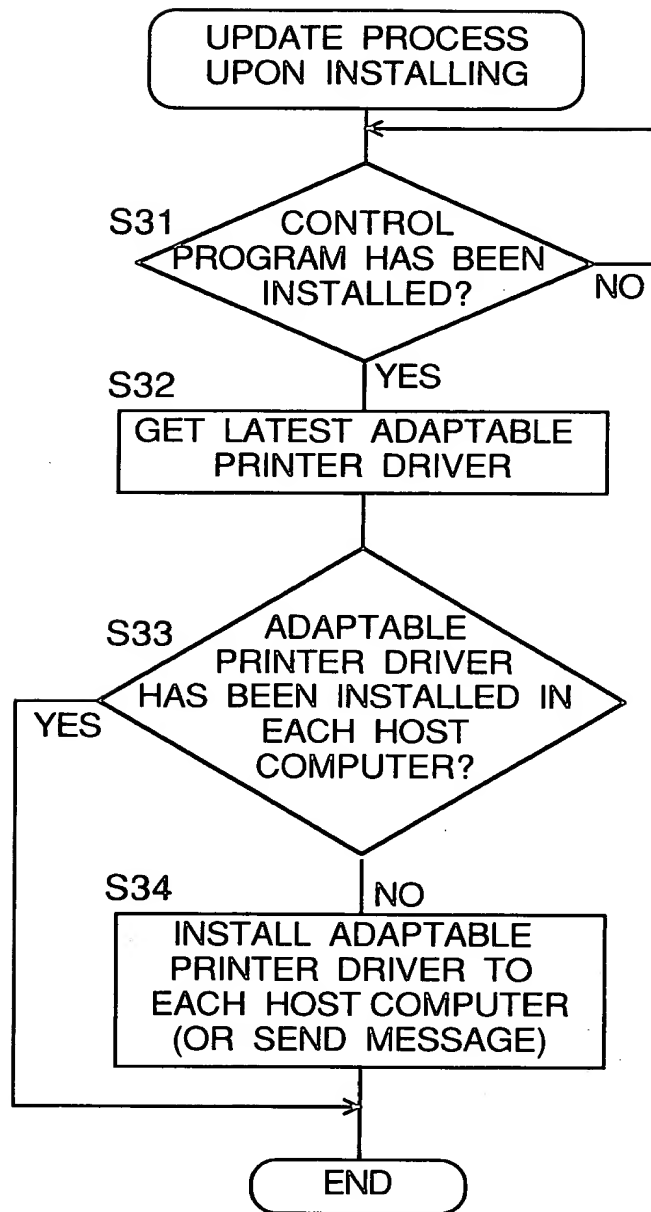 UPDATE PROCESS
UPON INSTALLING
S31
CONTROL
PROGRAM HAS BEEN
INSTALLED?
NO
YES
S32
GET LATEST ADAPTABLE
PRINTER DRIVER
S33
ADAPTABLE
PRINTER DRIVER
HAS BEEN INSTALLED IN
EACH HOST
COMPUTER?
YES
NO
S34
INSTALL ADAPTABLE
PRINTER DRIVER TO
EACH HOST COMPUTER
(OR SEND MESSAGE)
END